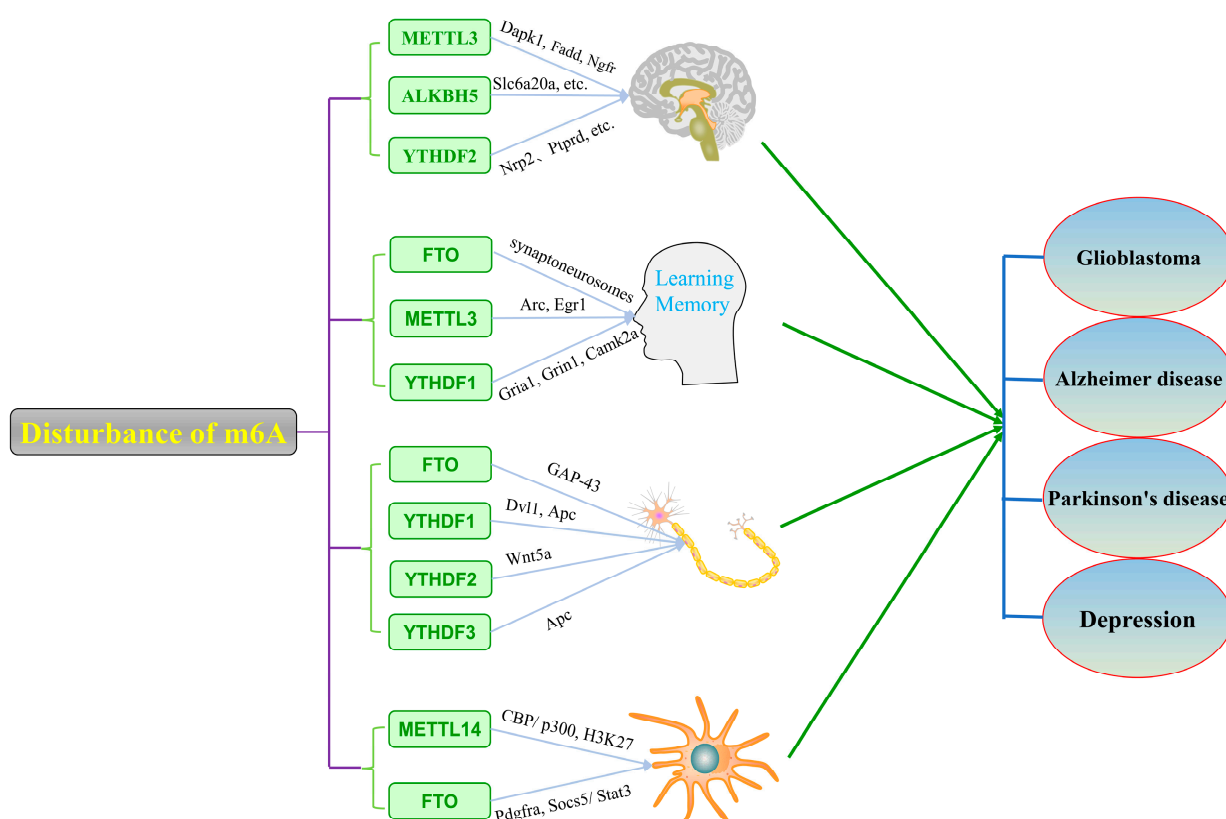 METTL3
Dapk1, Fadd, Ngfr
ALKBH5
Slc6a20a, etc.
YTHDF2
Nrp2、Ptprd, etc.
FTO
synaptoneurosomes
METTL3
Arc, Egr1
YTHDF1
Gria1, Grin1, Camk2a
Learning
Memory
Disturbance of m6A
FTO
GAP-43
YTHDF1
Dvl1, Apc
YTHDF2
Wnt5a
YTHDF3
Apc
METTL14
CBP/ p300, H3K27
FTO
Pdgfra, Socs5/ Stat3
Glioblastoma
Alzheimer disease
Parkinson's disease
Depression